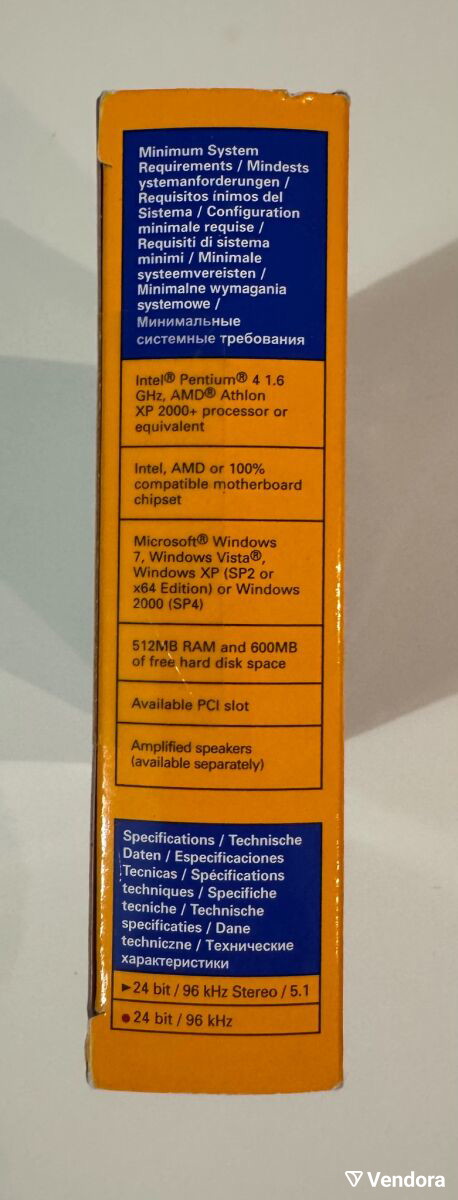 Minimum System
Requirements / Mindests
ystemanforderungen /
Requisitos ínimos del
Sistema / Configuration
minimale requise /
Requisiti di sistema
minimi / Minimale
systeemvereisten /
Minimalne wymagania
systemowe /
Минимальные
системные требования
Intel® Pentium® 4 1.6
GHz, AMD® Athlon
XP 2000+ processor or
equivalent
Intel, AMD or 100%
compatible motherboard
chipset
Microsoft® Windows
7, Windows Vista®,
Windows XP (SP2 or
x64 Edition) or Windows
2000 (SP4)
512MB RAM and 600MB
of free hard disk space
Available PCI slot
Amplified speakers
(available separately)
Specifications / Technische
Daten / Especificaciones
Tecnicas / Spécifications
techniques / Specifiche
tecniche / Technische
specificaties / Dane
techniczne / Технические
характеристики
►24 bit / 96 kHz Stereo / 5.1
●24 bit / 96 kHz
Vendora